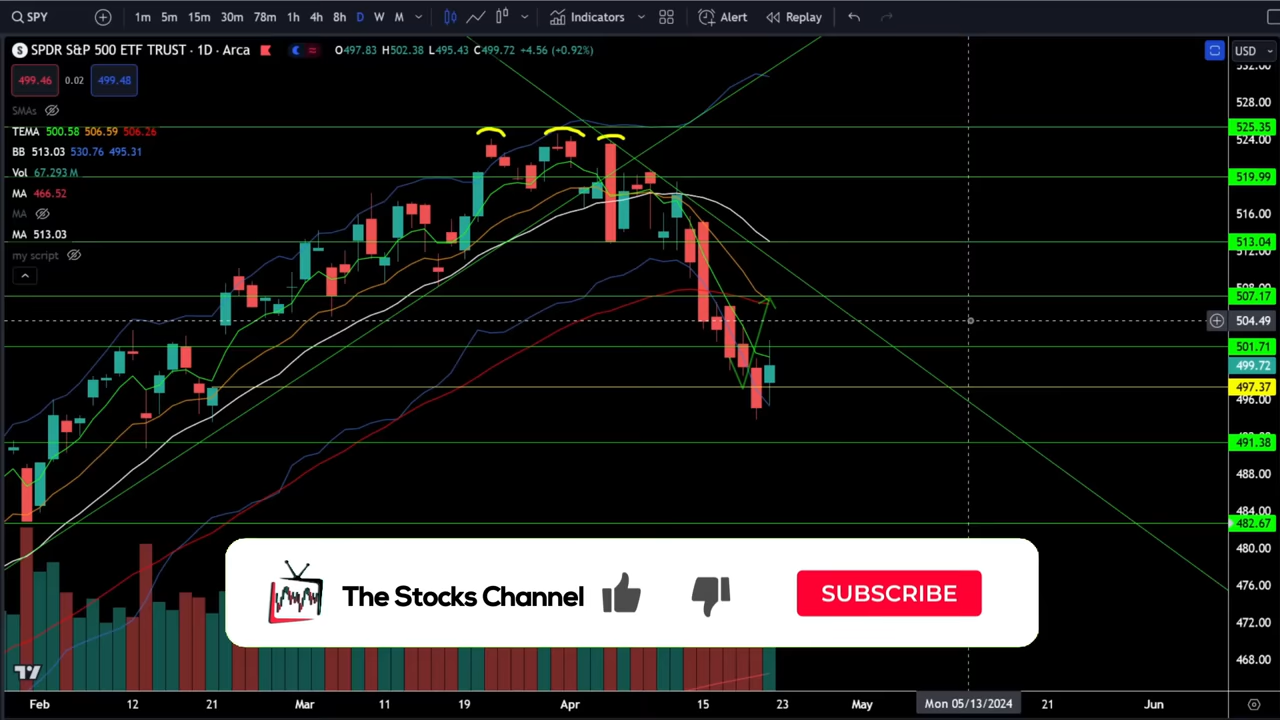 SPY 1m 5m 15m 30m 78m 1h 4h 8h D W M Indicators Alert Replay
SPDR S&P 500 ETF TRUST · 1D · Arca O497.83 H502.38 L495.43 C499.72 +4.56 (+0.92%) USD
499.46 0.02 499.48
SMAs
TEMA 500.58 506.59 506.26
BB 513.03 530.76 495.31
Vol 67.293 M
MA 466.52
MA
MA 513.03
my script
532.00
528.00
525.35
524.00
519.99
516.00
513.04
512.00
508.00
507.17
504.49
501.71
499.72
497.37
496.00
491.38
488.00
484.00
482.67
480.00
476.00
472.00
468.00
The Stocks Channel SUBSCRIBE
Feb 12 21 Mar 11 19 Apr 15 23 May Mon 05/13/2024 21 Jun